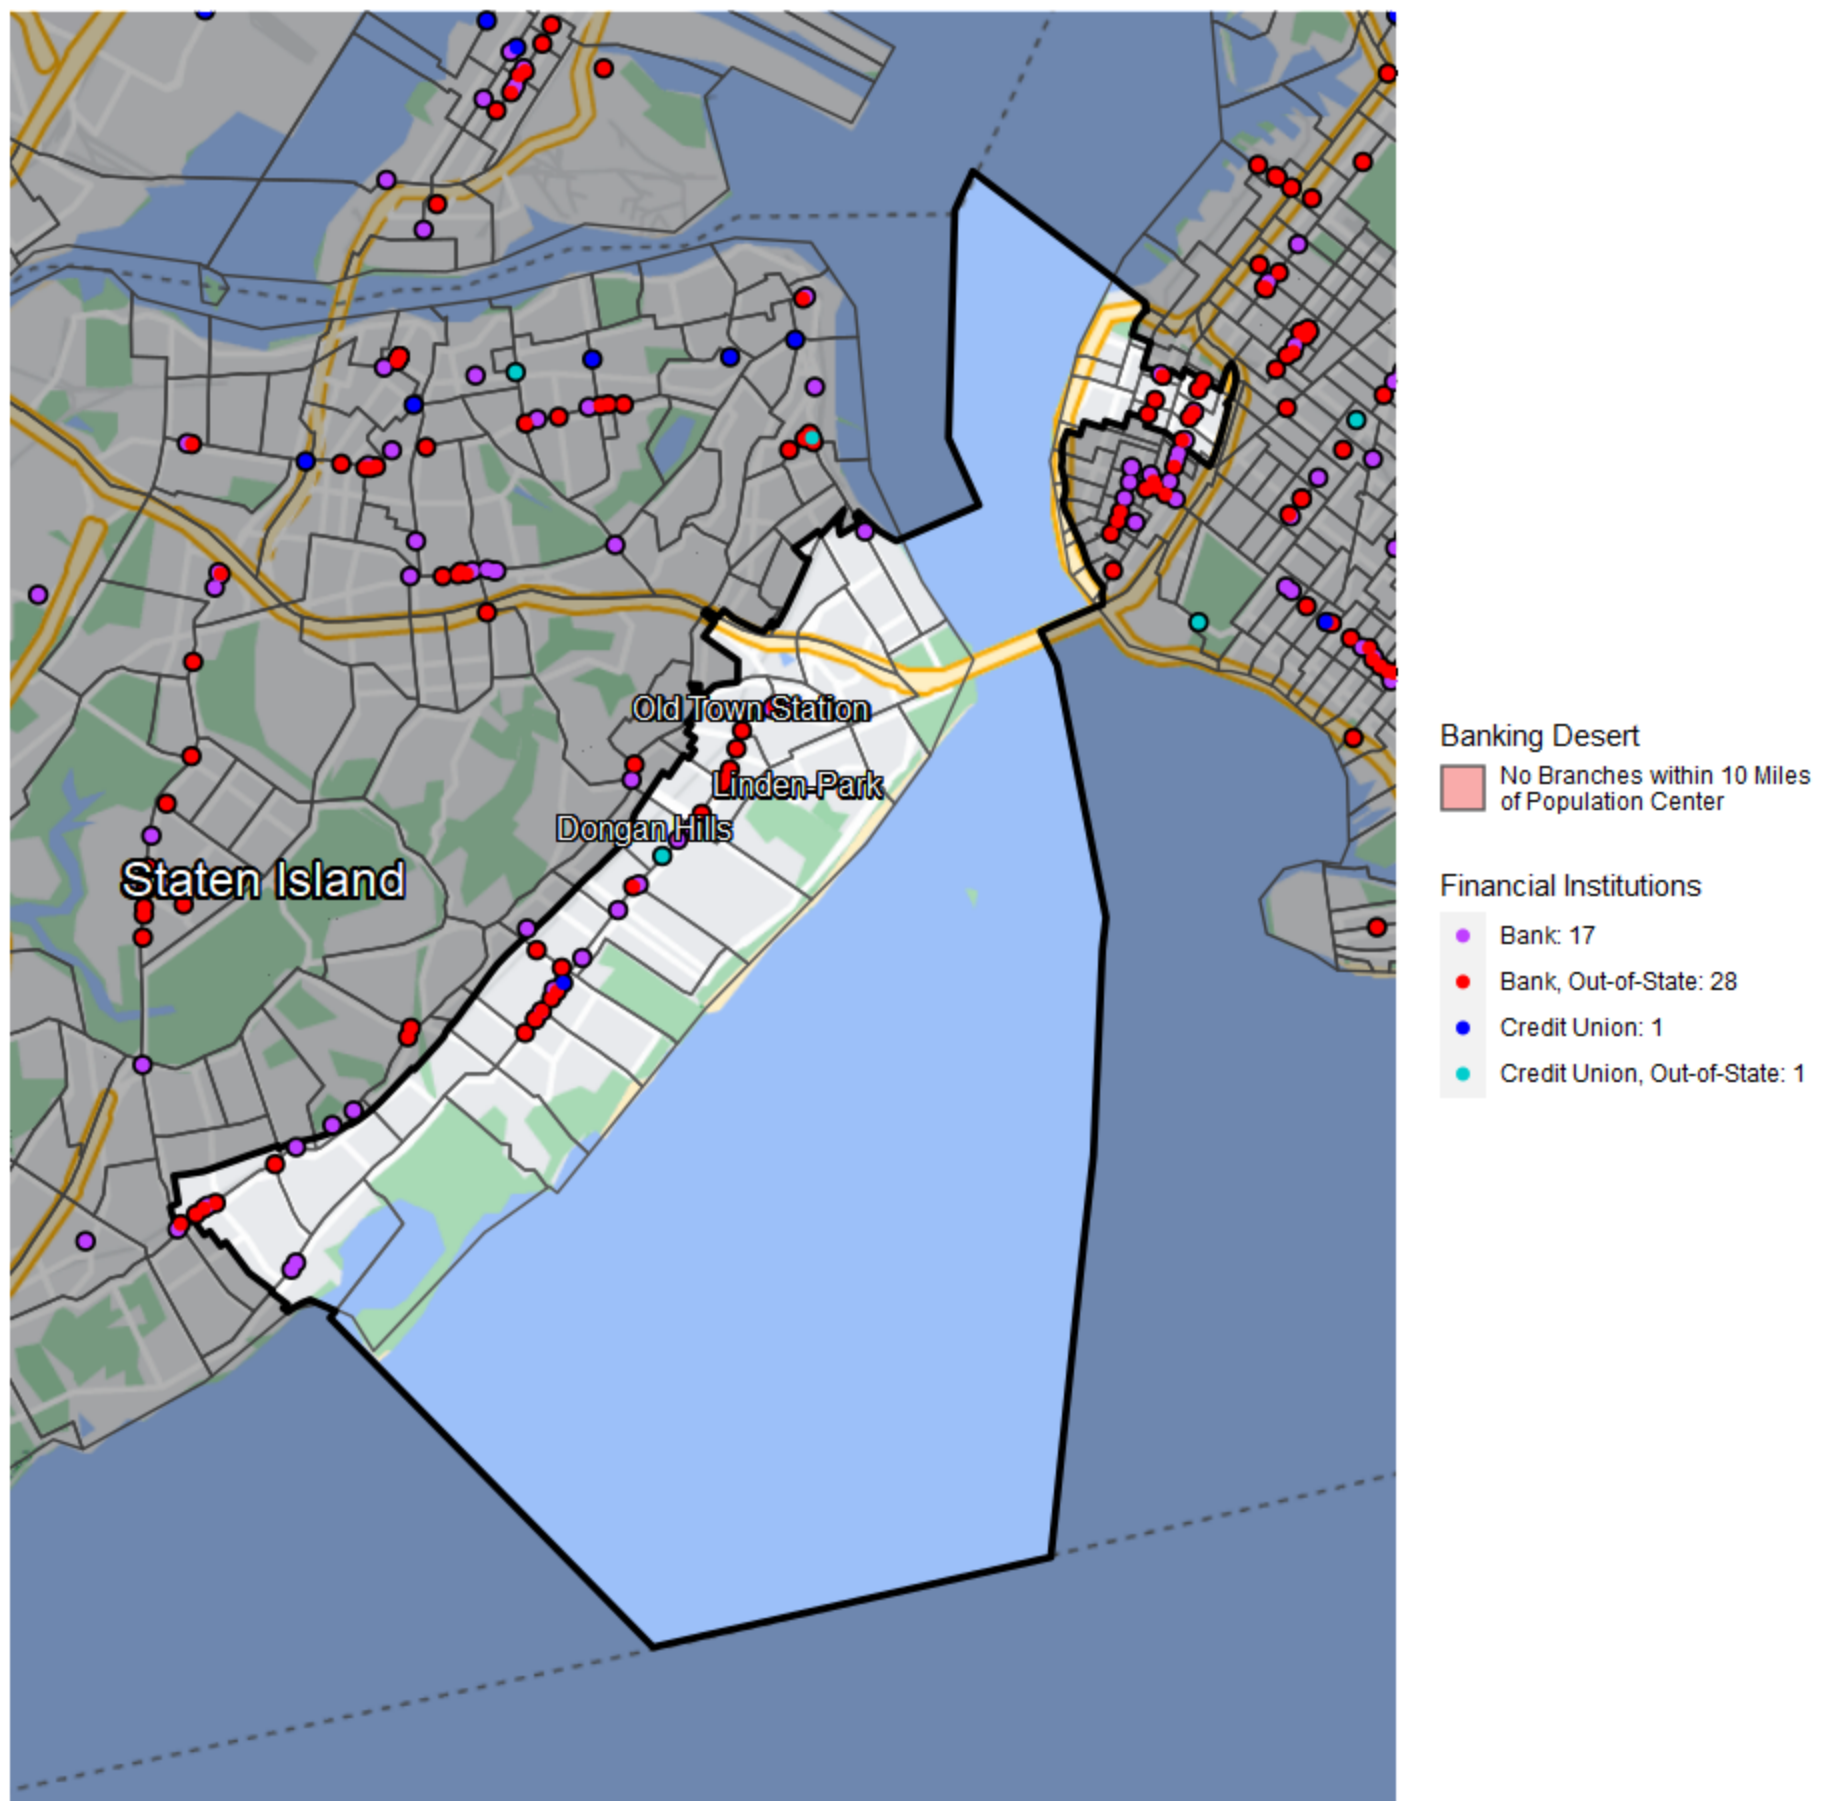 Old Town Station
Linden-Park
Dongan Hills
Staten Island
Banking Desert
No Branches within 10 Miles
of Population Center
Financial Institutions
Bank: 17
Bank, Out-of-State: 28
Credit Union: 1
Credit Union, Out-of-State: 1